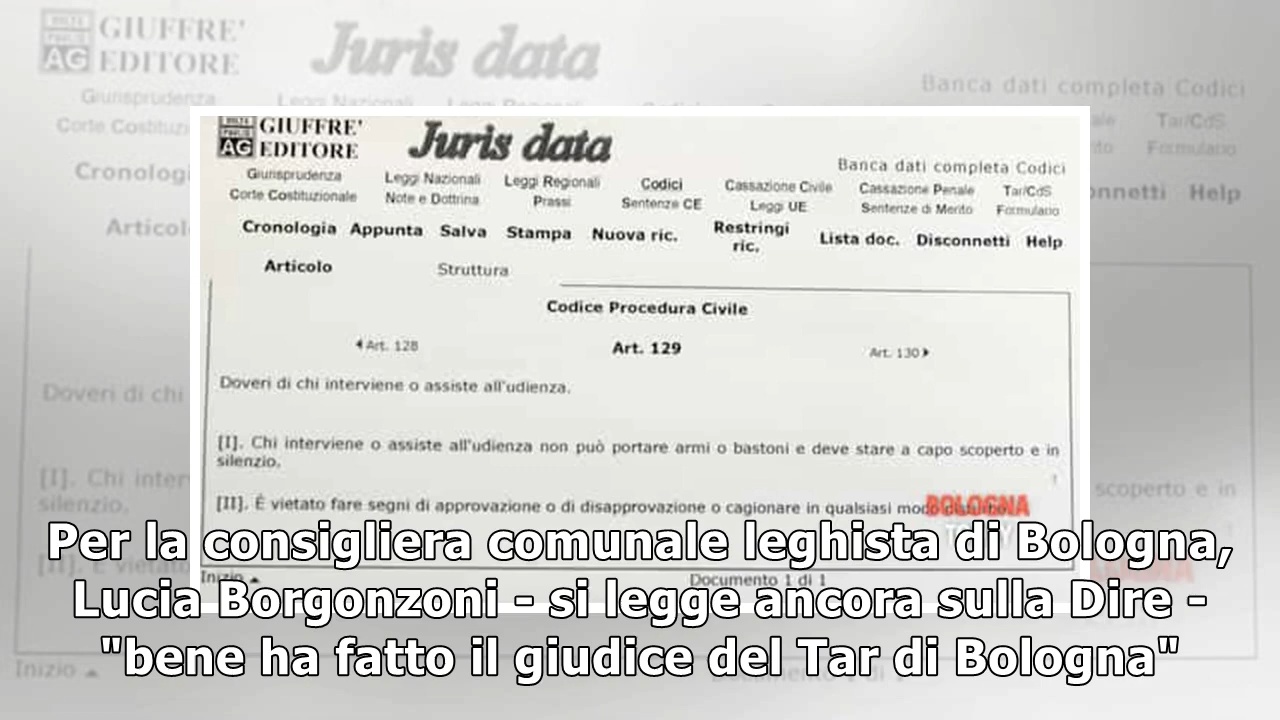 GIUFFRE'
EDITORE
Juris data
Banca dati completa Codici
Giurisprudenza
Leggi Nazionali
Leggi Regionali
Codici
Cassazione Civile
Cassazione Penale
Tar/CdS
Corte Costituzionale
Note e Dottrina
Prassi
Sentenze CE
Leggi UE
Sentenze di Merito
Formulario
Cronologia Appunta Salva Stampa Nuova ric. Restringi ric. Lista doc. Disconnetti Help
Articolo
Struttura
Codice Procedura Civile
Art. 128
Art. 129
Art. 130
Doveri di chi interviene o assiste all'udienza.
[I]. Chi interviene o assiste all'udienza non può portare armi o bastoni e deve stare a capo scoperto e in
silenzio.
[II]. È vietato fare segni di approvazione o di disapprovazione o cagionare in qualsiasi modo
BOLOGNA
Inizio
Documento 1 di 1
Per la consigliera comunale leghista di Bologna,
Lucia Borgonzoni - si legge ancora sulla Dire -
"bene ha fatto il giudice del Tar di Bologna"